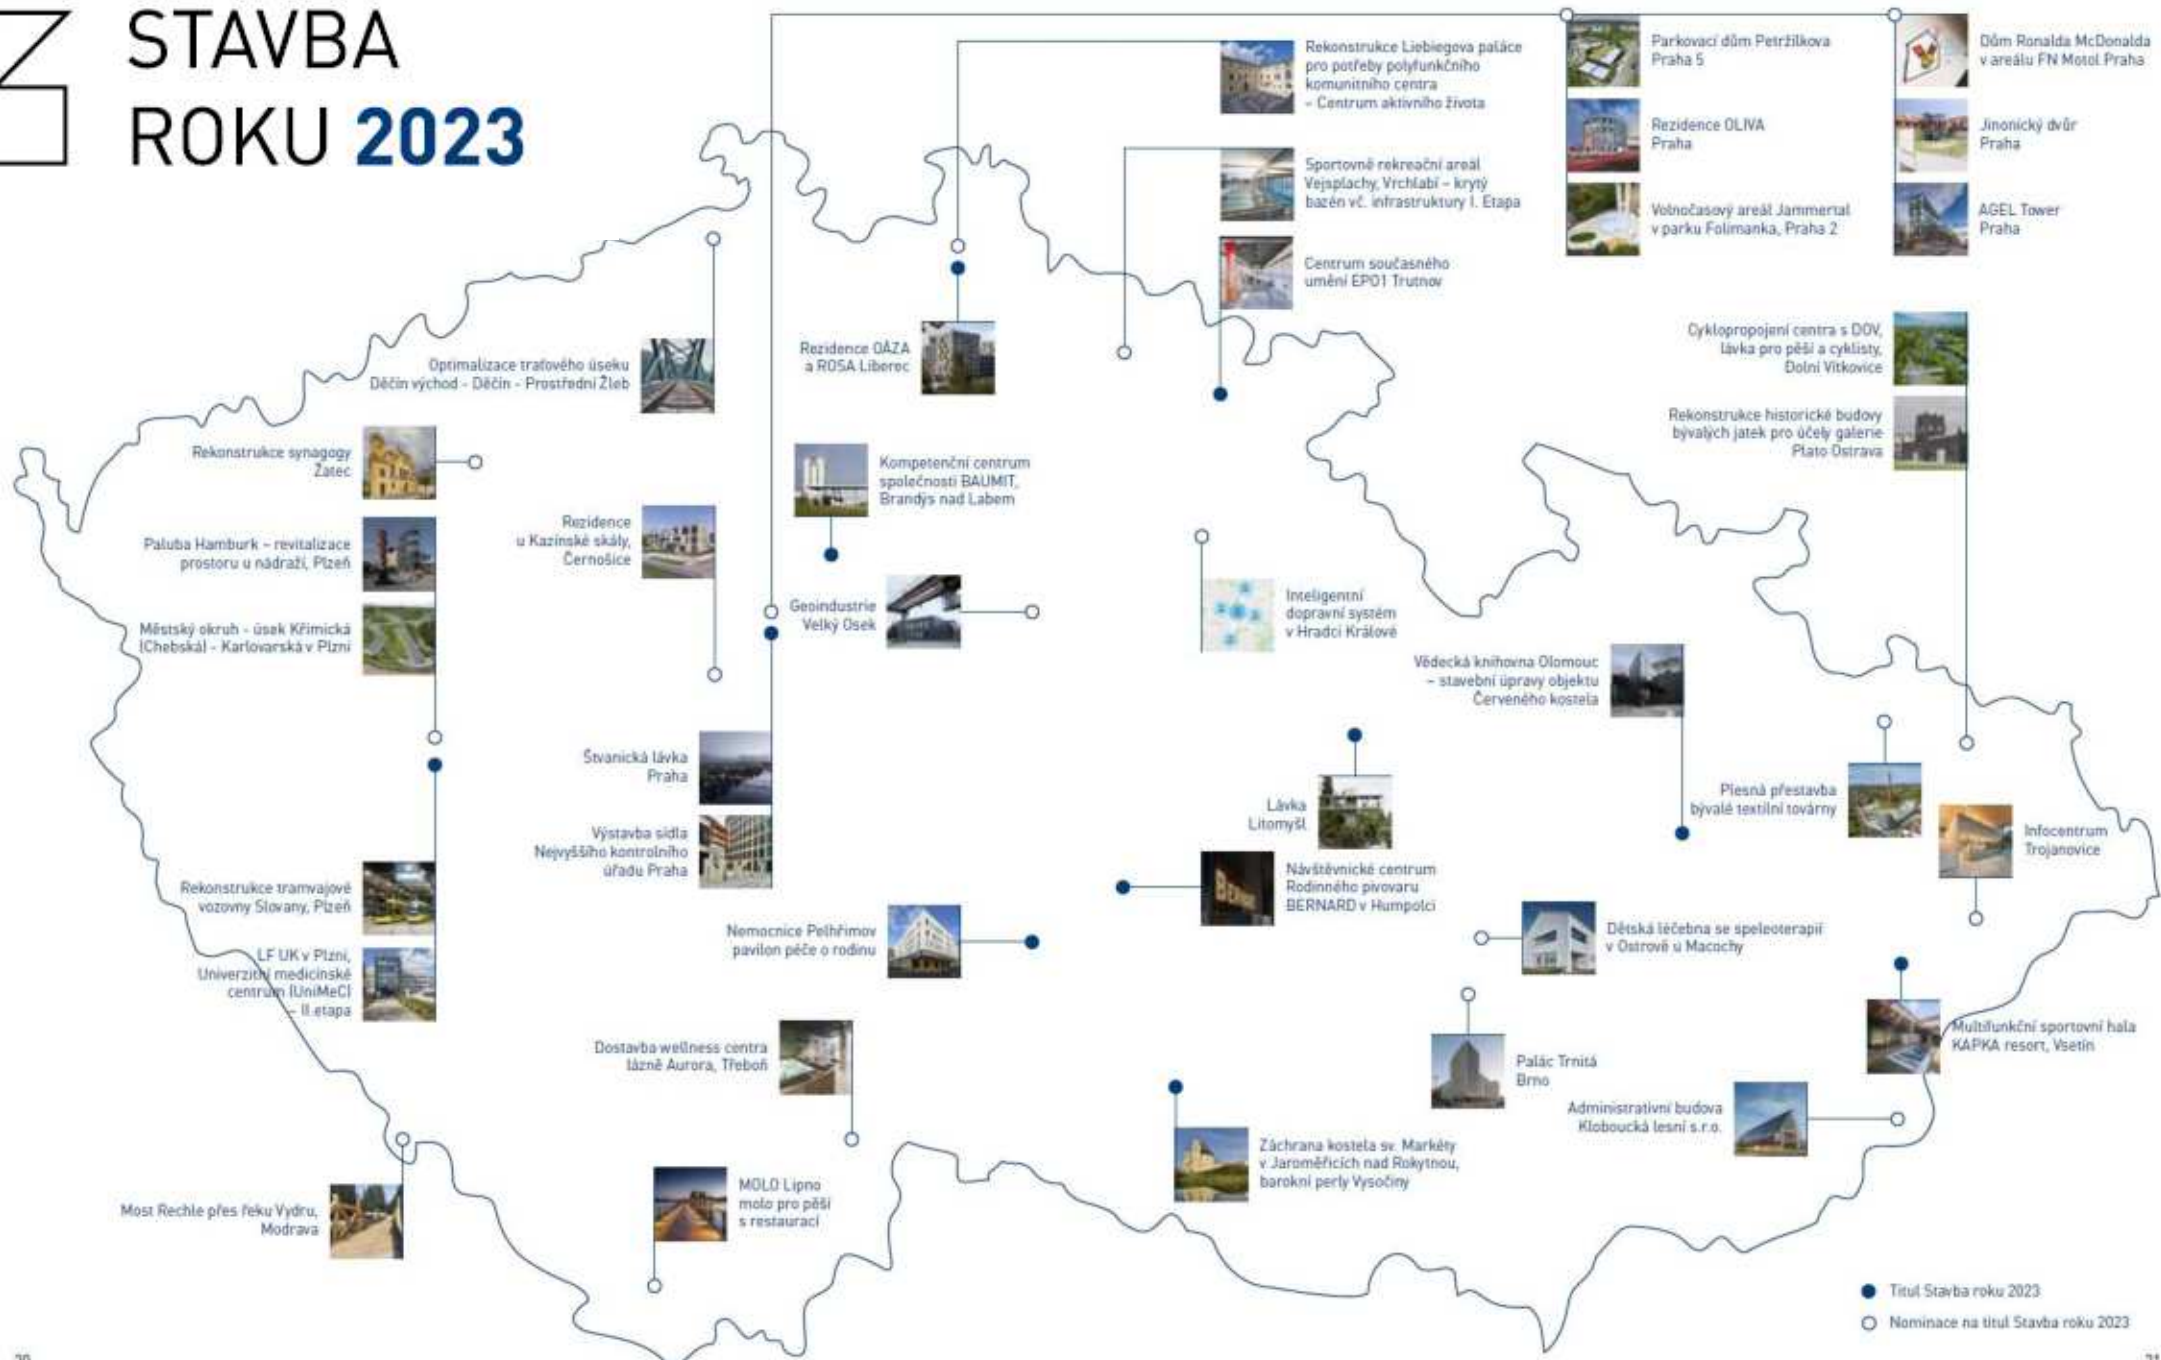 STAVBA
ROKU 2023
Rekonstrukce Liebiegova paláce
pro potřeby polyfunkčního
komunitního centra
- Centrum aktivního života
Parkovací dům Petržilkova
Praha 5
Dům Ronalda McDonalda
v areálu FN Motol Praha
Rezidence OLIVA
Praha
Jinonický dvůr
Praha
Sportovně rekreační areál
Vejsplachy, Vrchlabí – krytý
bazén vč. infrastruktury I. Etapa
Volnočasový areál Jammertal
v parku Folimanka, Praha 2
AGEL Tower
Praha
Centrum současného
umění EPO1 Trutnov
Cyklopropojení centra s DOV,
lávka pro pěší a cyklisty,
Dolní Vítkovice
Rezidence OÁZA
a ROSA Liberec
Optimalizace traťového úseku
Děčín východ - Děčín - Prostřední Žleb
Rekonstrukce historické budovy
bývalých jatek pro účely galerie
Plato Ostrava
Rekonstrukce synagogy
Žatec
Kompetenční centrum
společnosti BAUMIT,
Brandýs nad Labem
Rezidence
u Kazínské skály,
Černošice
Paluba Hamburk – revitalizace
prostoru u nádraží, Plzeň
Geoindustrie
Velký Osek
Inteligentní
dopravní systém
v Hradci Králové
Městský okruh - úsek Křimická
(Chebská) - Karlovarská v Plzni
Vědecká knihovna Olomouc
– stavební úpravy objektu
Červeného kostela
Štvanická lávka
Praha
Plesná přestavba
bývalé textilní továrny
Lávka
Litomyšl
Infocentrum
Trojanovice
Výstavba sídla
Nejvyššího kontrolního
úřadu Praha
Návštěvnické centrum
Rodinného pivovaru
BERNARD v Humpolci
Rekonstrukce tramvajové
vozovny Slovany, Plzeň
Nemocnice Pelhřimov
pavilon péče o rodinu
Dětská léčebna se speleoterapií
v Ostrově u Macochy
LF UK v Plzni,
Univerzitní medicínské
centrum (UniMeC)
– II.etapa
Multifunkční sportovní hala
KAPKA resort, Vsetín
Dostavba wellness centra
lázně Aurora, Třeboň
Palác Trnitá
Brno
Administrativní budova
Kloboucká lesní s.r.o.
Záchrana kostela sv. Markéty
v Jaroměřicích nad Rokytnou,
barokní perly Vysočiny
MOLO Lipno
molo pro pěší
s restaurací
Most Rechle přes řeku Vydru,
Modrava
Titul Stavba roku 2023
Nominace na titul Stavba roku 2023